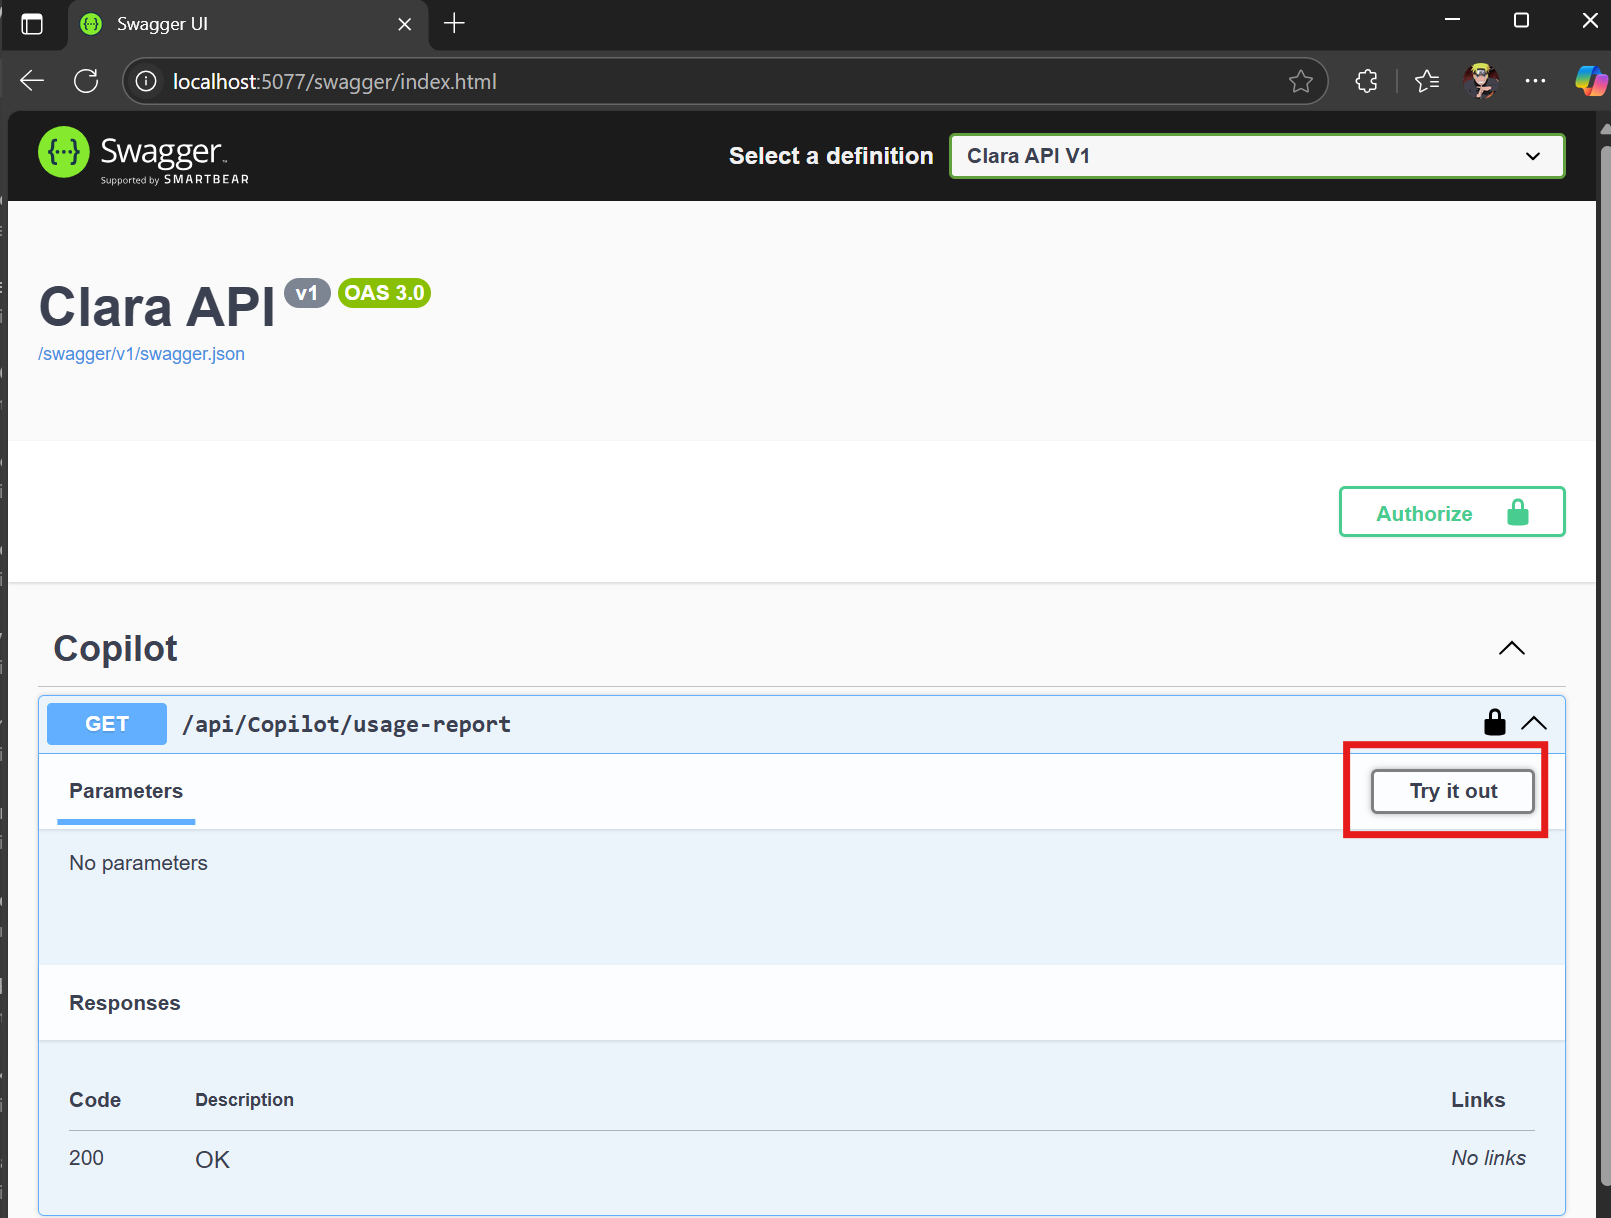 Swagger UI
localhost:5077/swagger/index.html
Swagger
Supported by SMARTBEAR
Select a definition
Clara API V1
Clara API v1 OAS 3.0
/swagger/v1/swagger.json
Authorize
Copilot
GET /api/Copilot/usage-report
Parameters
Try it out
No parameters
Responses
Code Description Links
200 OK No links